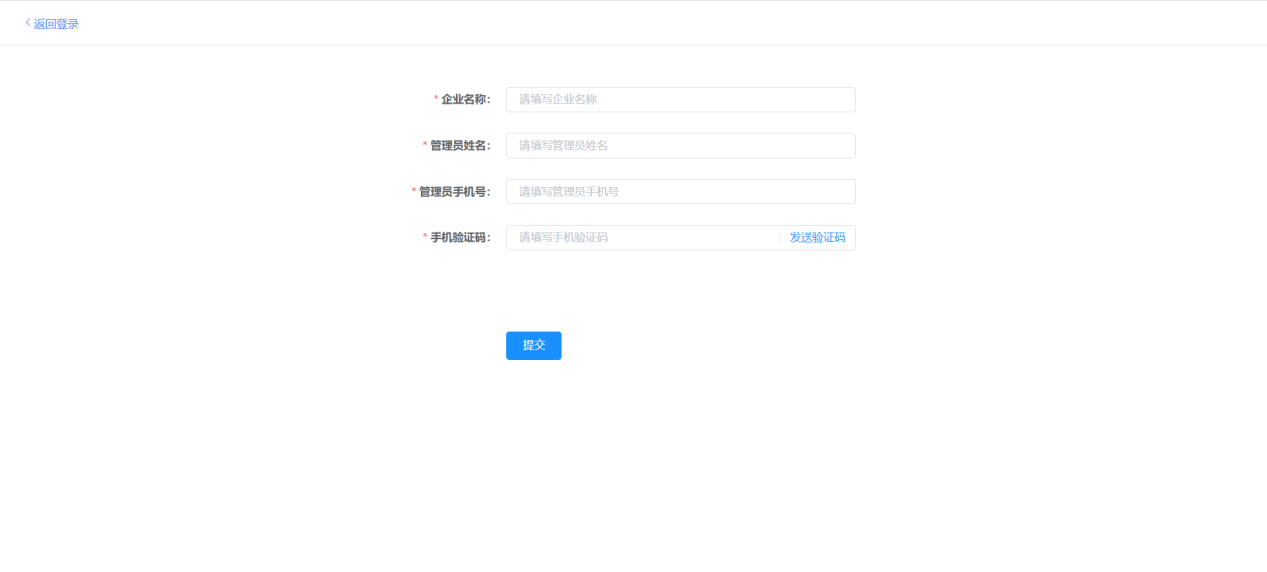 返回登录
* 企业名称： 请填写企业名称
* 管理员姓名： 请填写管理员姓名
* 管理员手机号： 请填写管理员手机号
* 手机验证码： 请填写手机验证码 发送验证码
提交